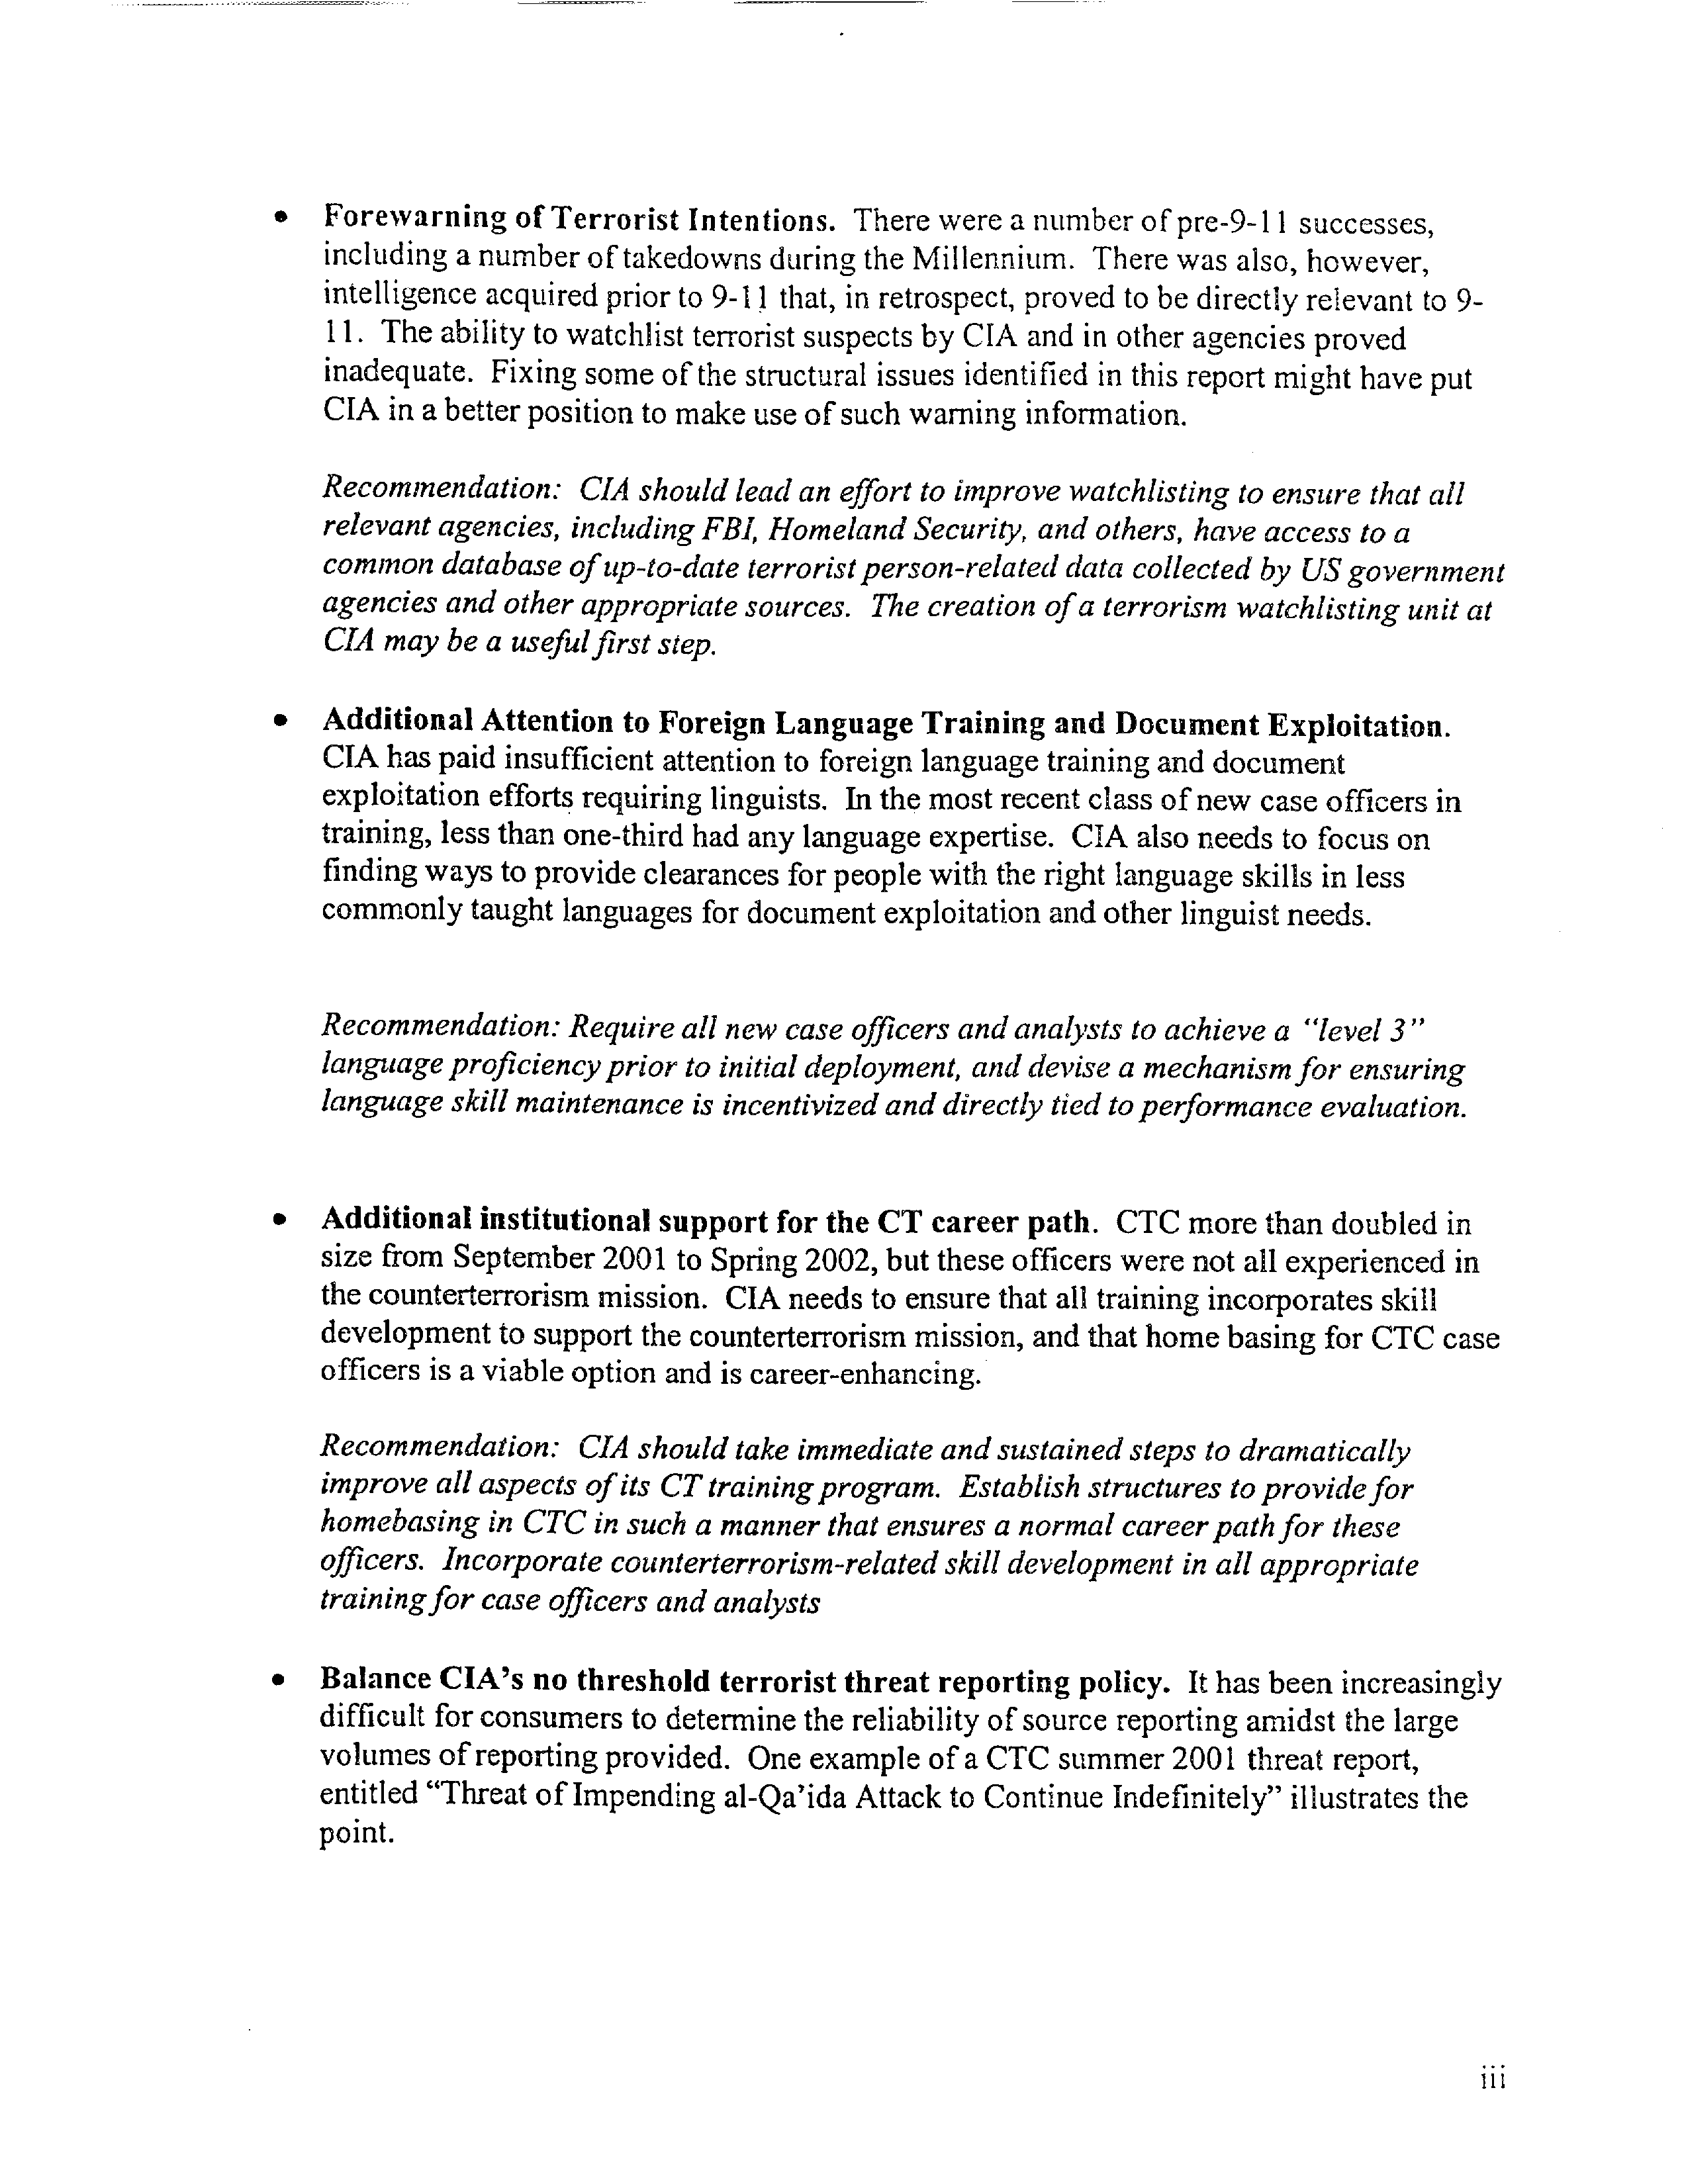 • Forewarning of Terrorist Intentions. There were a number of pre-9-11 successes,
including a number of takedowns during the Millennium. There was also, however,
intelligence acquired prior to 9-11 that, in retrospect, proved to be directly relevant to 9-
11. The ability to watchlist terrorist suspects by CIA and in other agencies proved
inadequate. Fixing some of the structural issues identified in this report might have put
CIA in a better position to make use of such warning information.
Recommendation: CIA should lead an effort to improve watchlisting to ensure that all
relevant agencies, including FBI, Homeland Security, and others, have access to a
common database of up-to-date terrorist person-related data collected by US government
agencies and other appropriate sources. The creation of a terrorism watchlisting unit at
CIA may be a useful first step.
• Additional Attention to Foreign Language Training and Document Exploitation.
CIA has paid insufficient attention to foreign language training and document
exploitation efforts requiring linguists. In the most recent class of new case officers in
training, less than one-third had any language expertise. CIA also needs to focus on
finding ways to provide clearances for people with the right language skills in less
commonly taught languages for document exploitation and other linguist needs.
Recommendation: Require all new case officers and analysts to achieve a “level 3”
language proficiency prior to initial deployment, and devise a mechanism for ensuring
language skill maintenance is incentivized and directly tied to performance evaluation.
• Additional institutional support for the CT career path. CTC more than doubled in
size from September 2001 to Spring 2002, but these officers were not all experienced in
the counterterrorism mission. CIA needs to ensure that all training incorporates skill
development to support the counterterrorism mission, and that home basing for CTC case
officers is a viable option and is career-enhancing.
Recommendation: CIA should take immediate and sustained steps to dramatically
improve all aspects of its CT training program. Establish structures to provide for
homebasing in CTC in such a manner that ensures a normal career path for these
officers. Incorporate counterterrorism-related skill development in all appropriate
training for case officers and analysts
• Balance CIA’s no threshold terrorist threat reporting policy. It has been increasingly
difficult for consumers to determine the reliability of source reporting amidst the large
volumes of reporting provided. One example of a CTC summer 2001 threat report,
entitled “Threat of Impending al-Qa’ida Attack to Continue Indefinitely” illustrates the
point.
iii